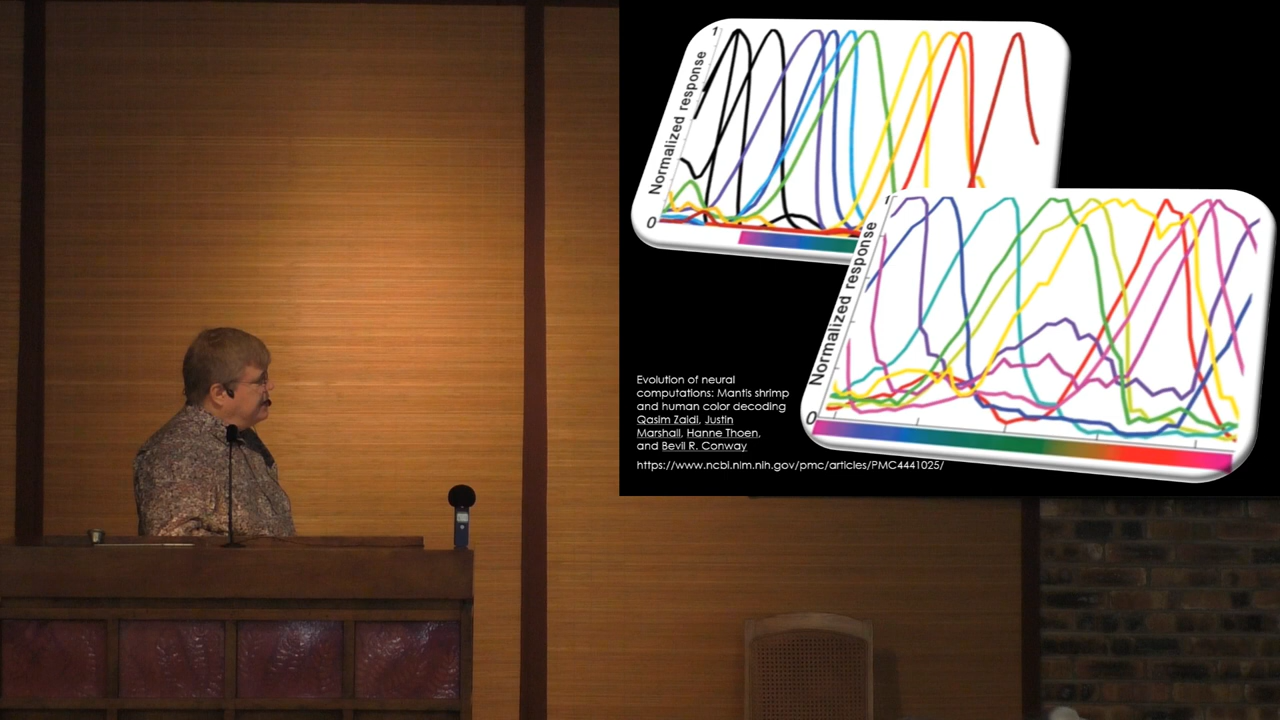 1
Normalized response
0
1
Normalized response
0
Evolution of neural
computations: Mantis shrimp
and human color decoding
Qasim Zaidi, Justin
Marshall, Hanne Thoen,
and Bevil R. Conway
https://www.ncbi.nlm.nih.gov/pmc/articles/PMC4441025/